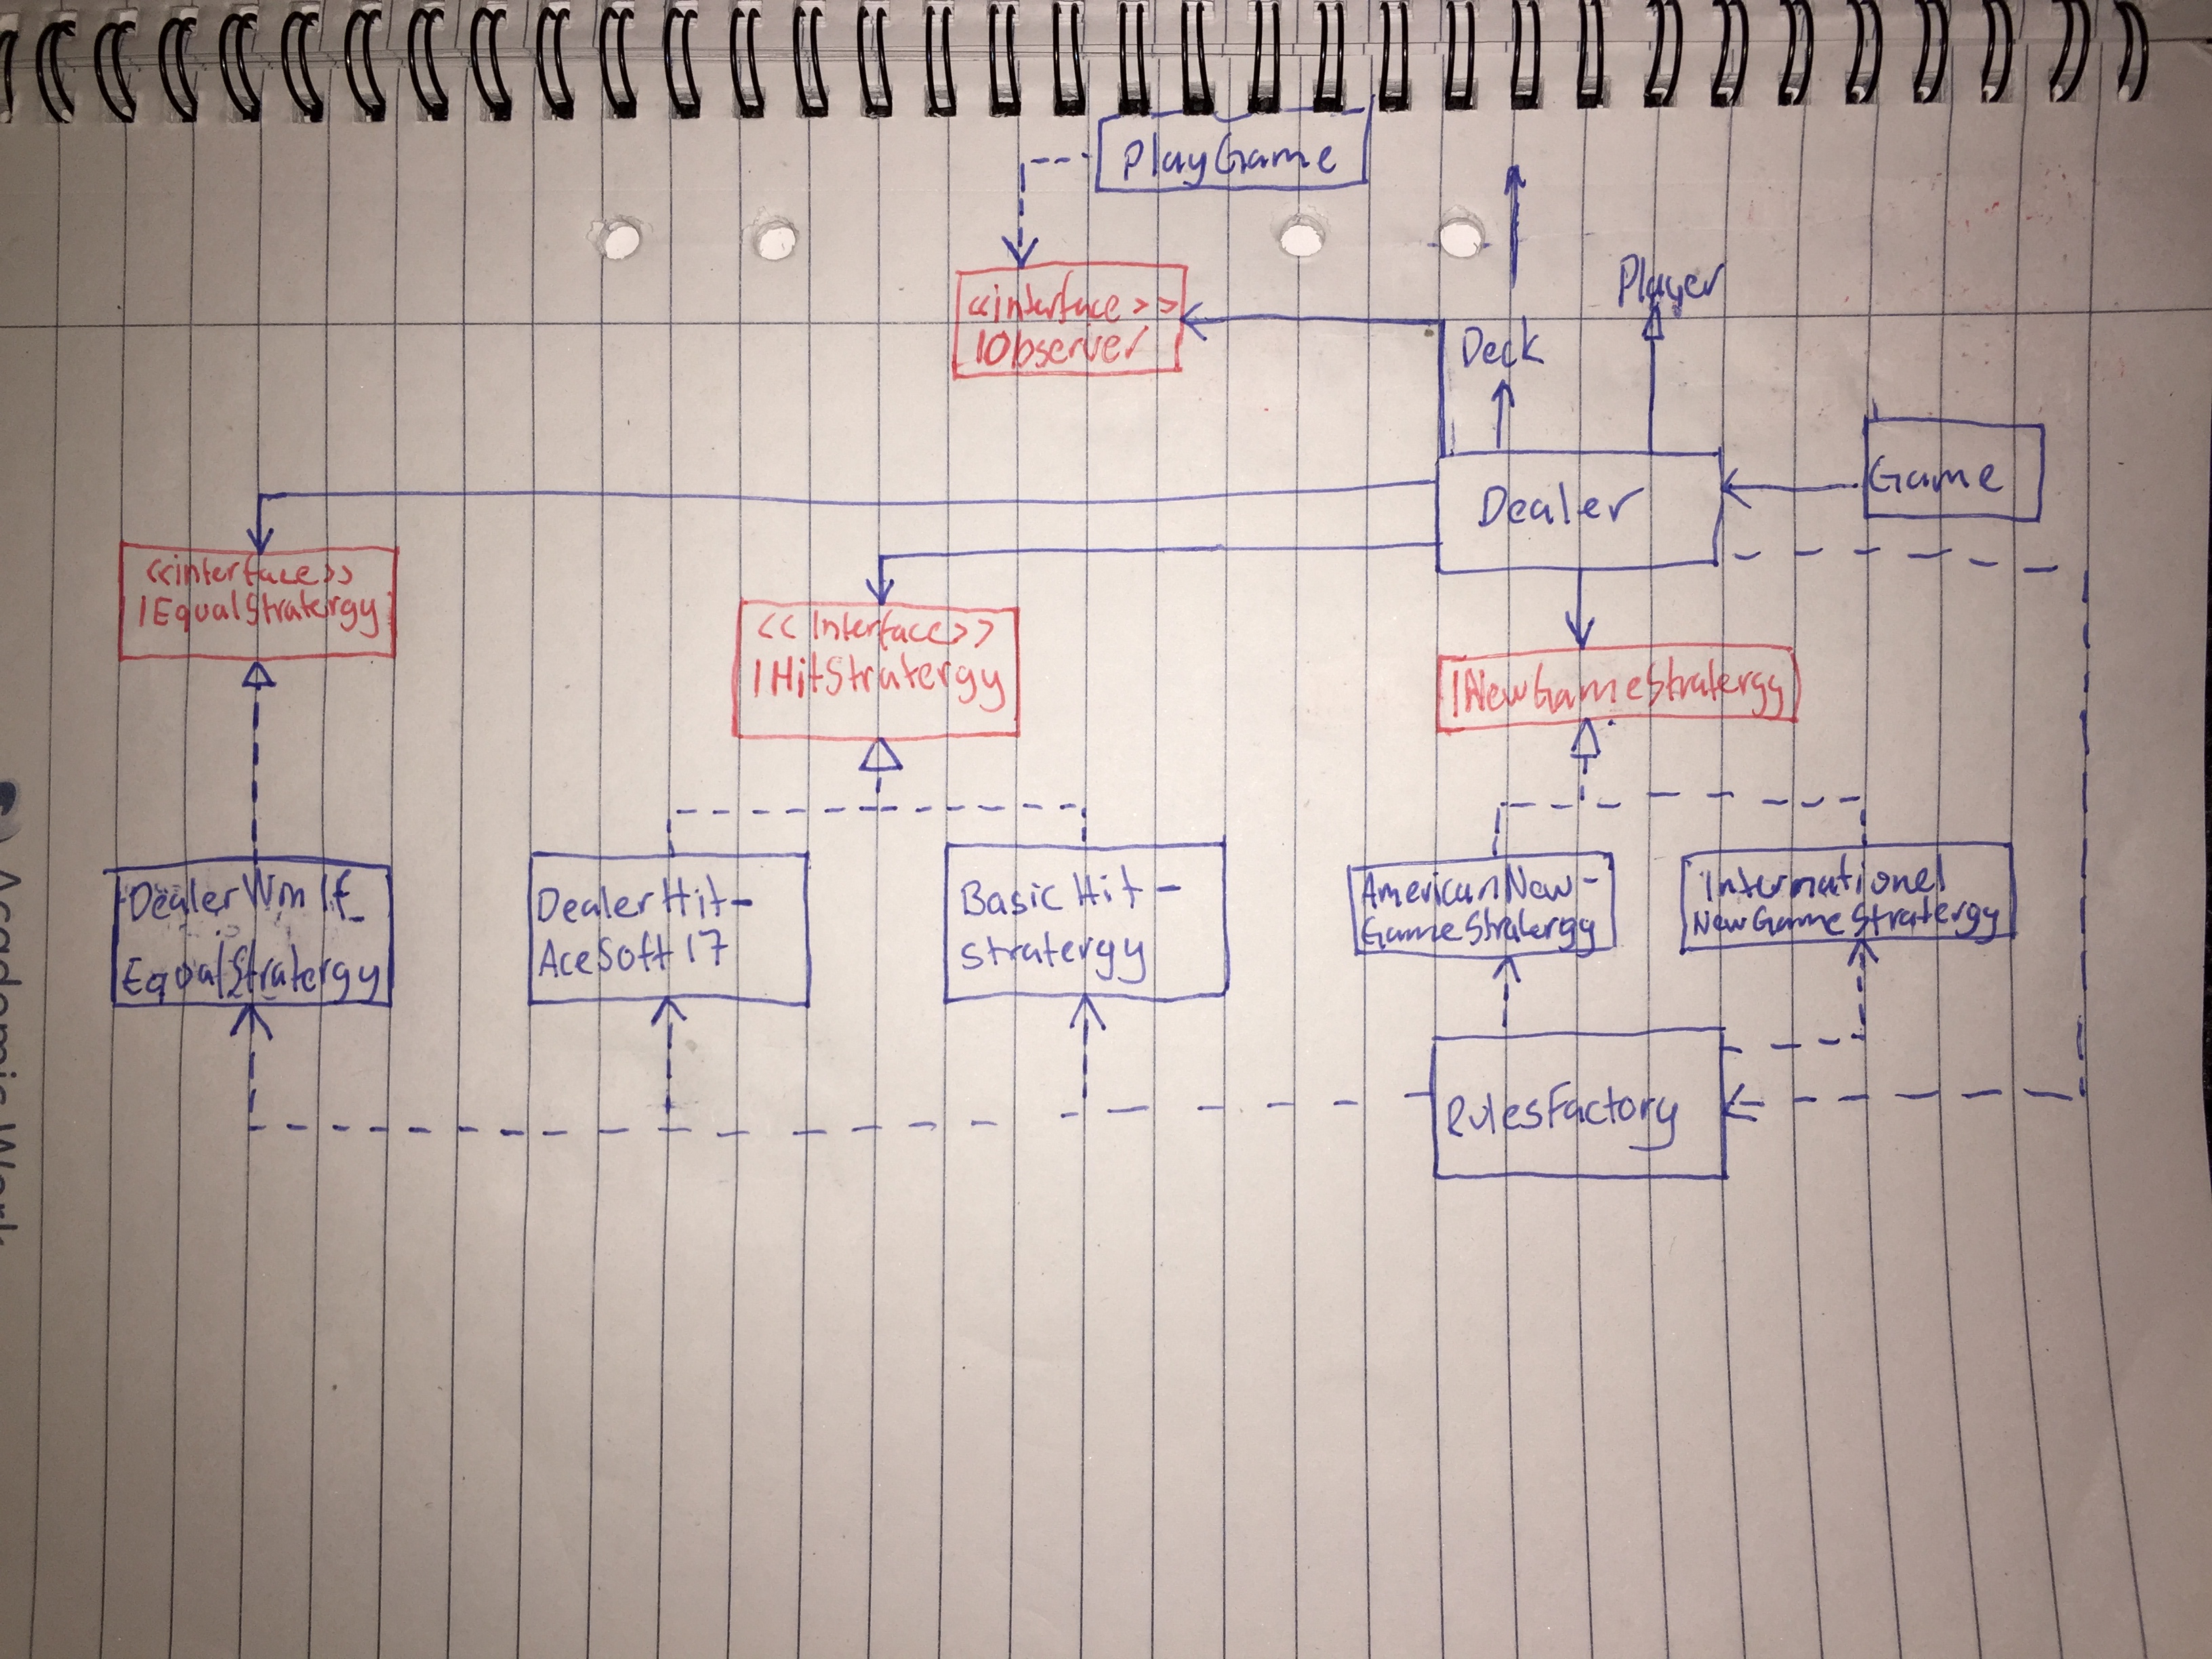 PlayGame
<<interface>>
IObserver
Player
Deck
Game
Dealer
<<interface>>
IEqualStratergy
<<Interface>>
IHitStratergy
INewGameStratergy
DealerWinIf_
EqualStratergy
DealerHit-
AceSoft17
BasicHit-
stratergy
AmericanNew-
GameStratergy
Internationel
NewGameStratergy
RulesFactory
Academic Work